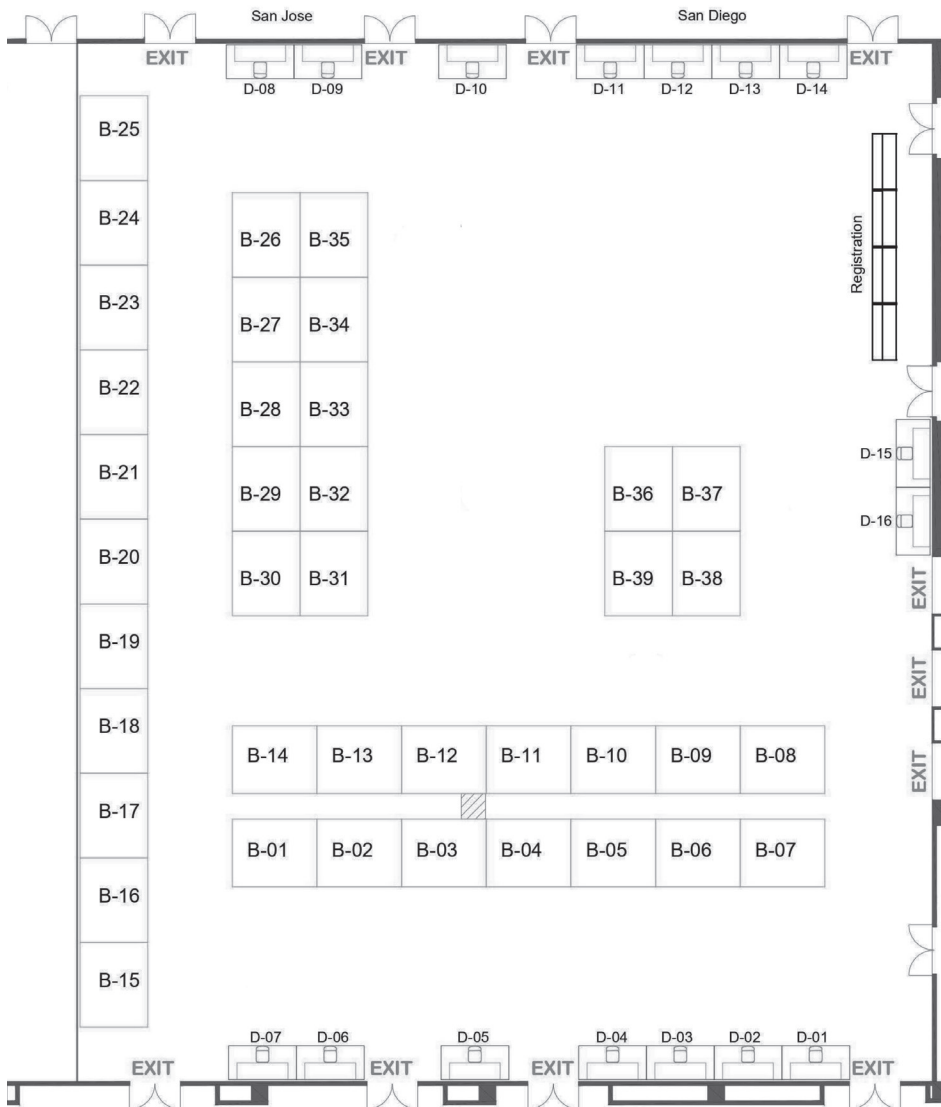 San Jose
San Diego
EXIT
EXIT
EXIT
EXIT
D-08
D-09
D-10
D-11
D-12
D-13
D-14
B-25
B-24
B-23
B-22
B-21
B-20
B-19
B-18
B-17
B-16
B-15
B-26 B-35
B-27 B-34
B-28 B-33
B-29 B-32
B-30 B-31
Registration
D-15
D-16
B-36 B-37
B-39 B-38
EXIT
EXIT
EXIT
B-14 B-13 B-12 B-11 B-10 B-09 B-08
B-01 B-02 B-03 B-04 B-05 B-06 B-07
D-07
D-06
D-05
D-04
D-03
D-02
D-01
EXIT
EXIT
EXIT
EXIT